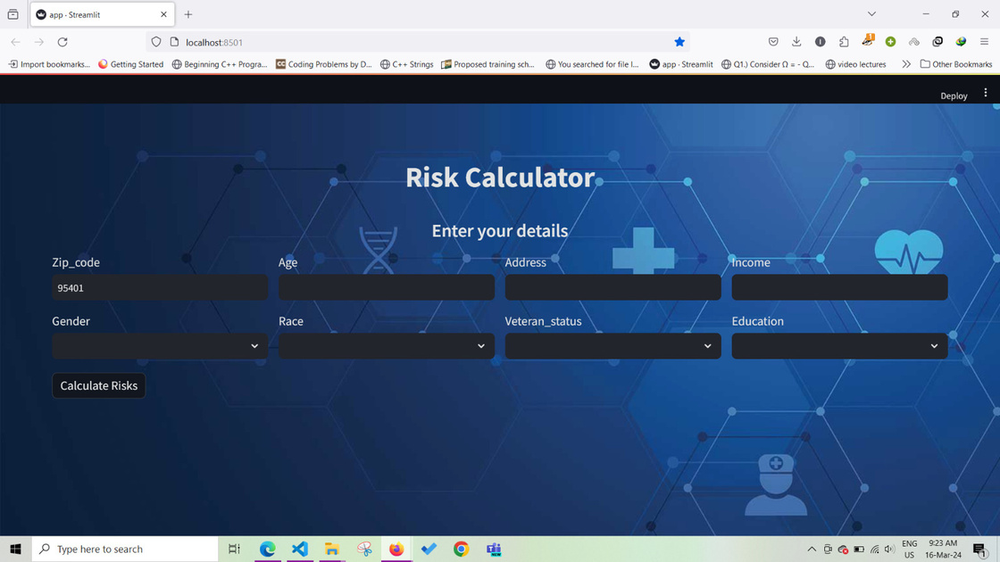 app · Streamlit
localhost:8501
Import bookmarks... Getting Started Beginning C++ Progra... CC Coding Problems by D... C++ Strings Proposed training sch... You searched for file l... app · Streamlit Q1.) Consider Ω = - Q... video lectures Other Bookmarks
Deploy
Risk Calculator
Enter your details
Zip_code Age Address Income
95401
Gender Race Veteran_status Education
Calculate Risks
Type here to search
ENG 9:23 AM
US 16-Mar-24